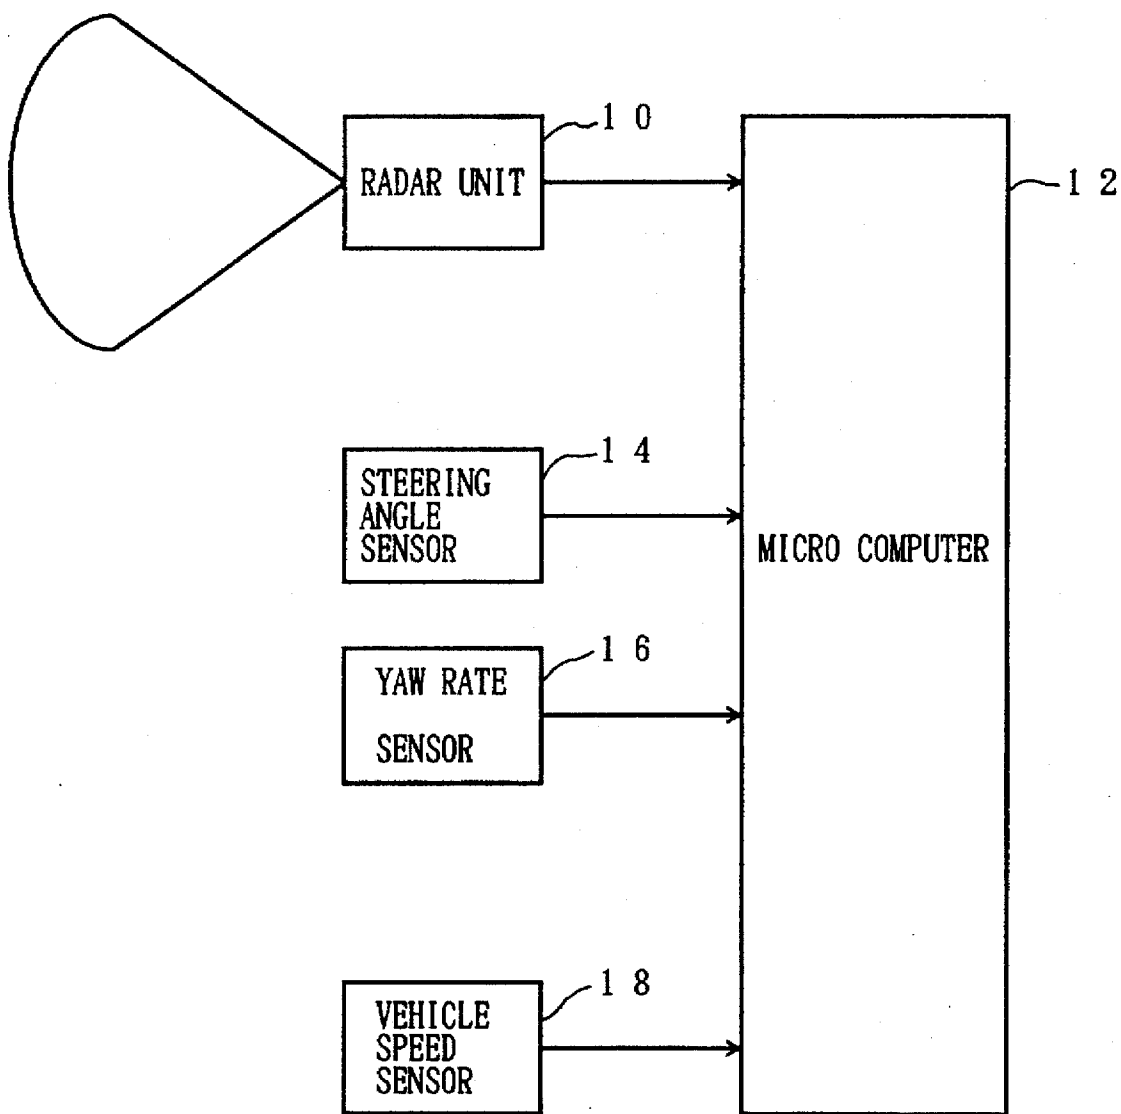 1 0
RADAR UNIT
1 2
1 4
STEERING
ANGLE
SENSOR
MICRO COMPUTER
1 6
YAW RATE
SENSOR
1 8
VEHICLE
SPEED
SENSOR